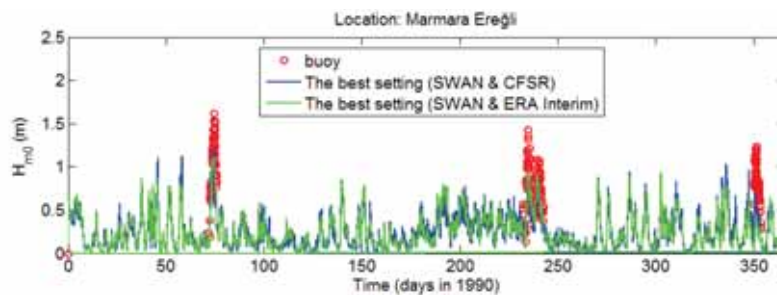 Location: Marmara Ereğli
2.5
2
1.5
1
0.5
0
H_m0 (m)
buoy
The best setting (SWAN & CFSR)
The best setting (SWAN & ERA Interim)
0 50 100 150 200 250 300 350
Time (days in 1990)